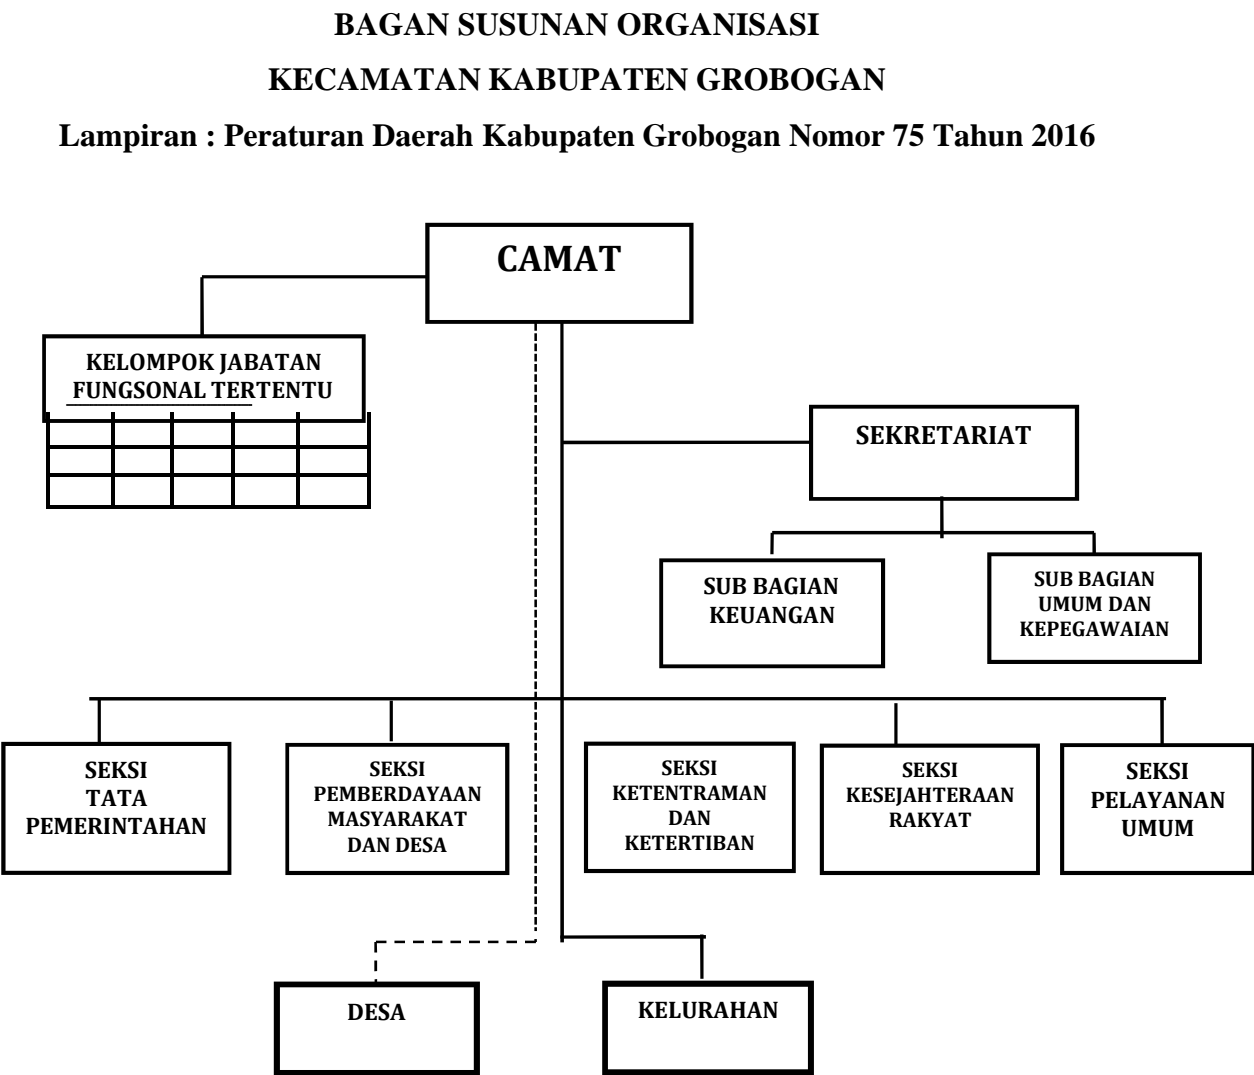 BAGAN SUSUNAN ORGANISASI
KECAMATAN KABUPATEN GROBOGAN
Lampiran : Peraturan Daerah Kabupaten Grobogan Nomor 75 Tahun 2016
CAMAT
KELOMPOK JABATAN
FUNGSONAL TERTENTU
SEKRETARIAT
SUB BAGIAN
KEUANGAN
SUB BAGIAN
UMUM DAN
KEPEGAWAIAN
SEKSI
TATA
PEMERINTAHAN
SEKSI
PEMBERDAYAAN
MASYARAKAT
DAN DESA
SEKSI
KETENTRAMAN
DAN
KETERTIBAN
SEKSI
KESEJAHTERAAN
RAKYAT
SEKSI
PELAYANAN
UMUM
DESA
KELURAHAN